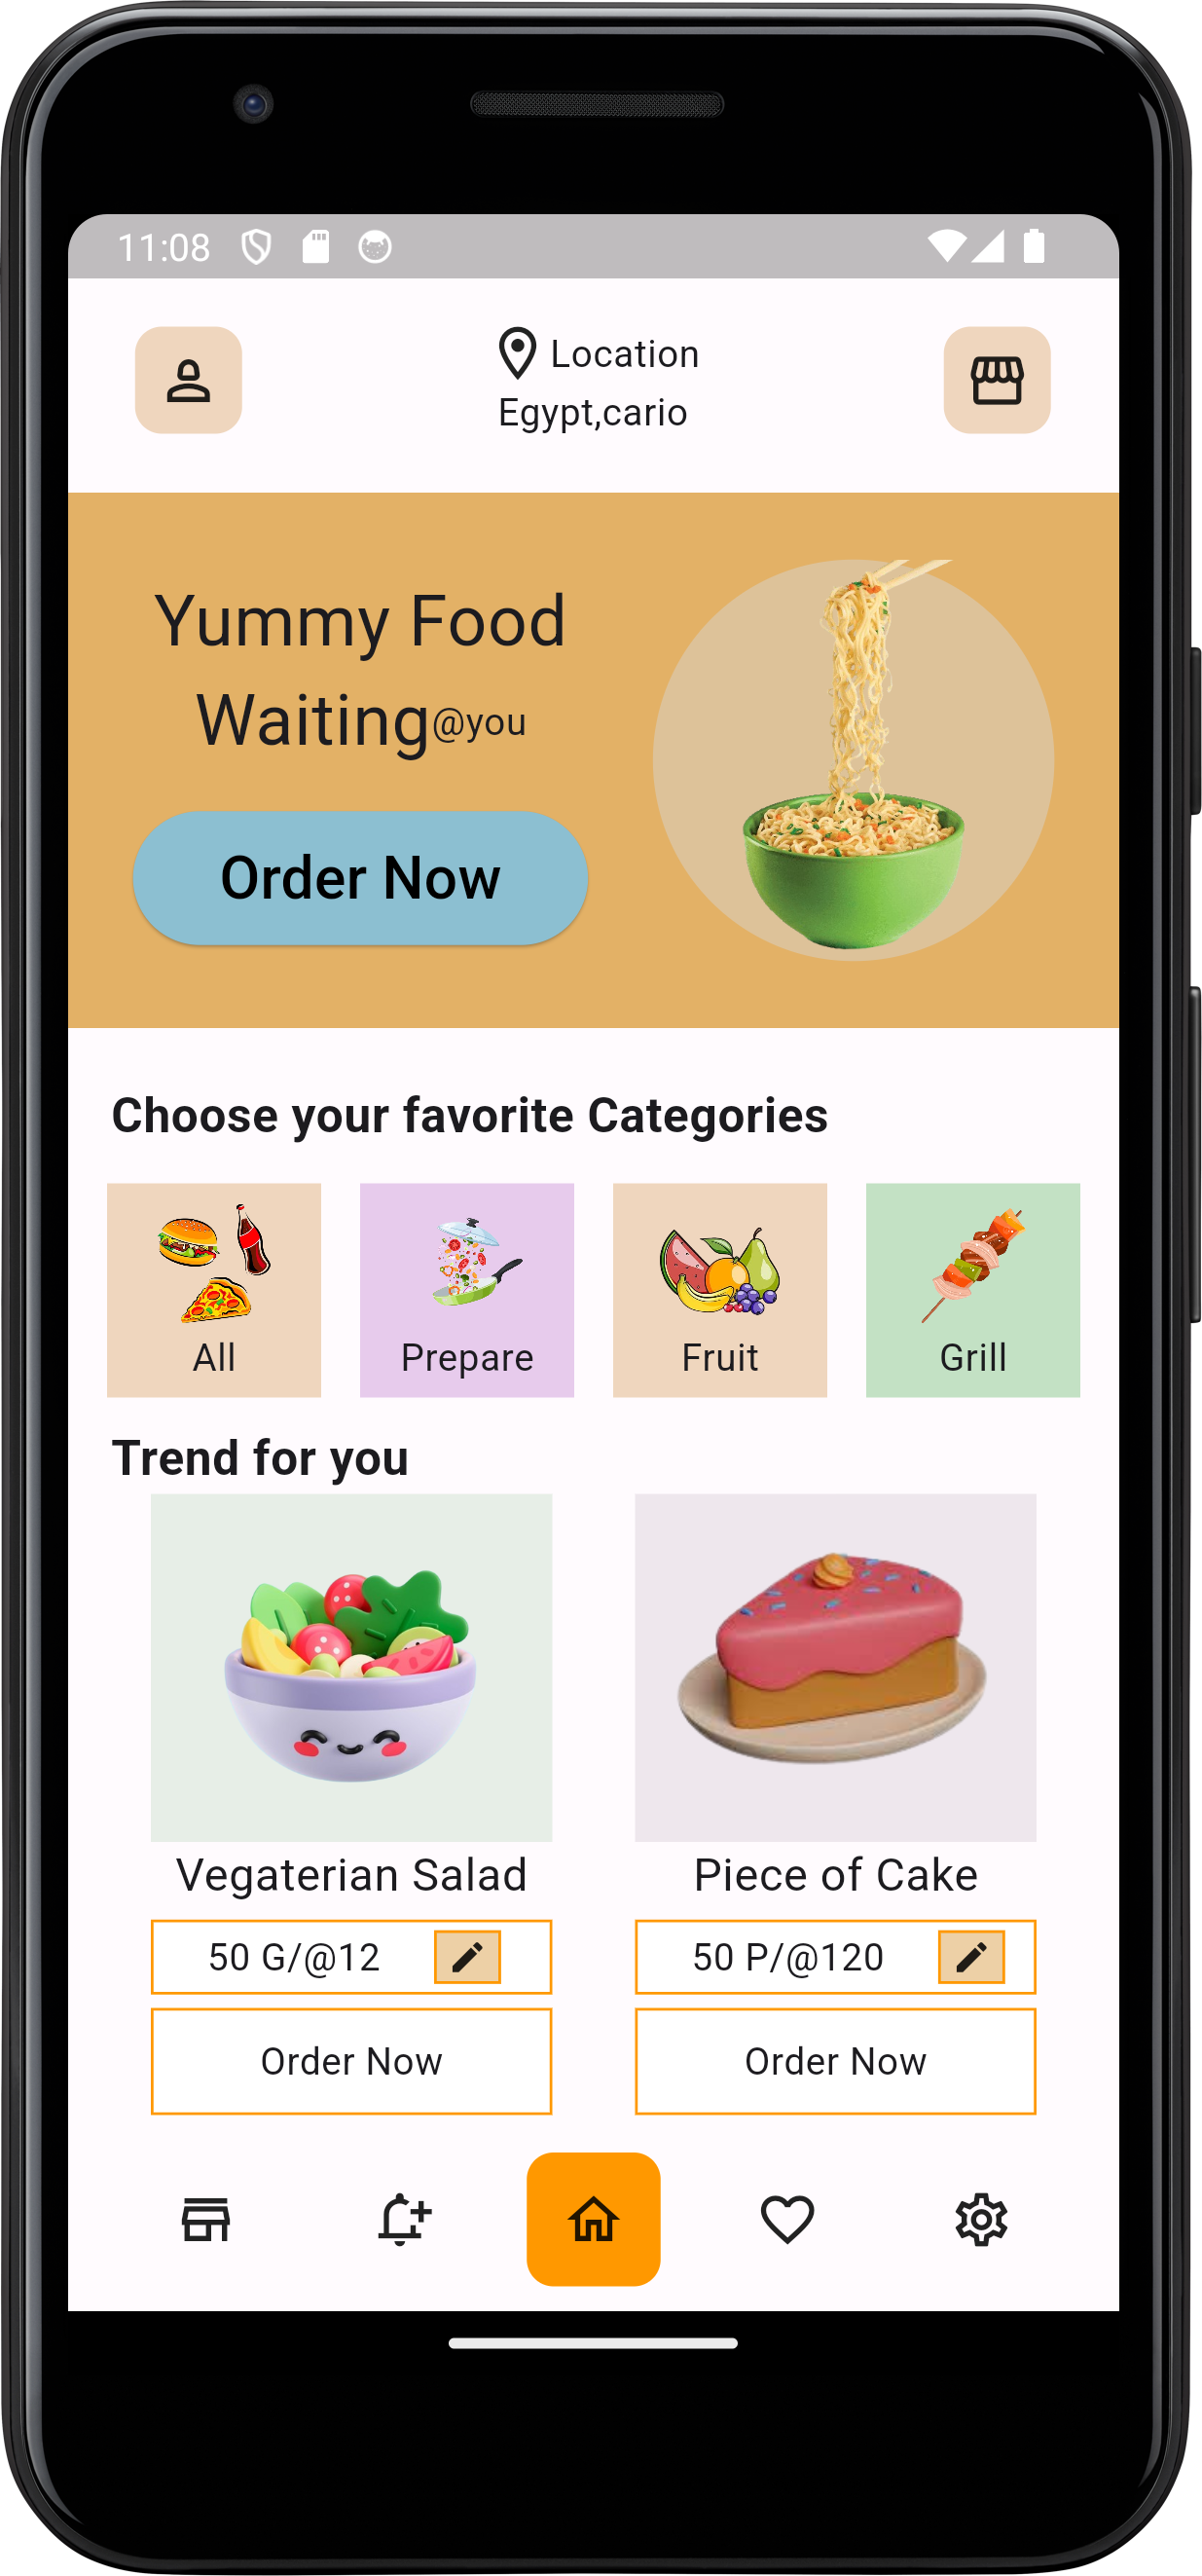 11:08
Location
Egypt,cario
Yummy Food
Waiting@you
Order Now
Choose your favorite Categories
All
Prepare
Fruit
Grill
Trend for you
Vegaterian Salad
Piece of Cake
50 G/@12
50 P/@120
Order Now
Order Now